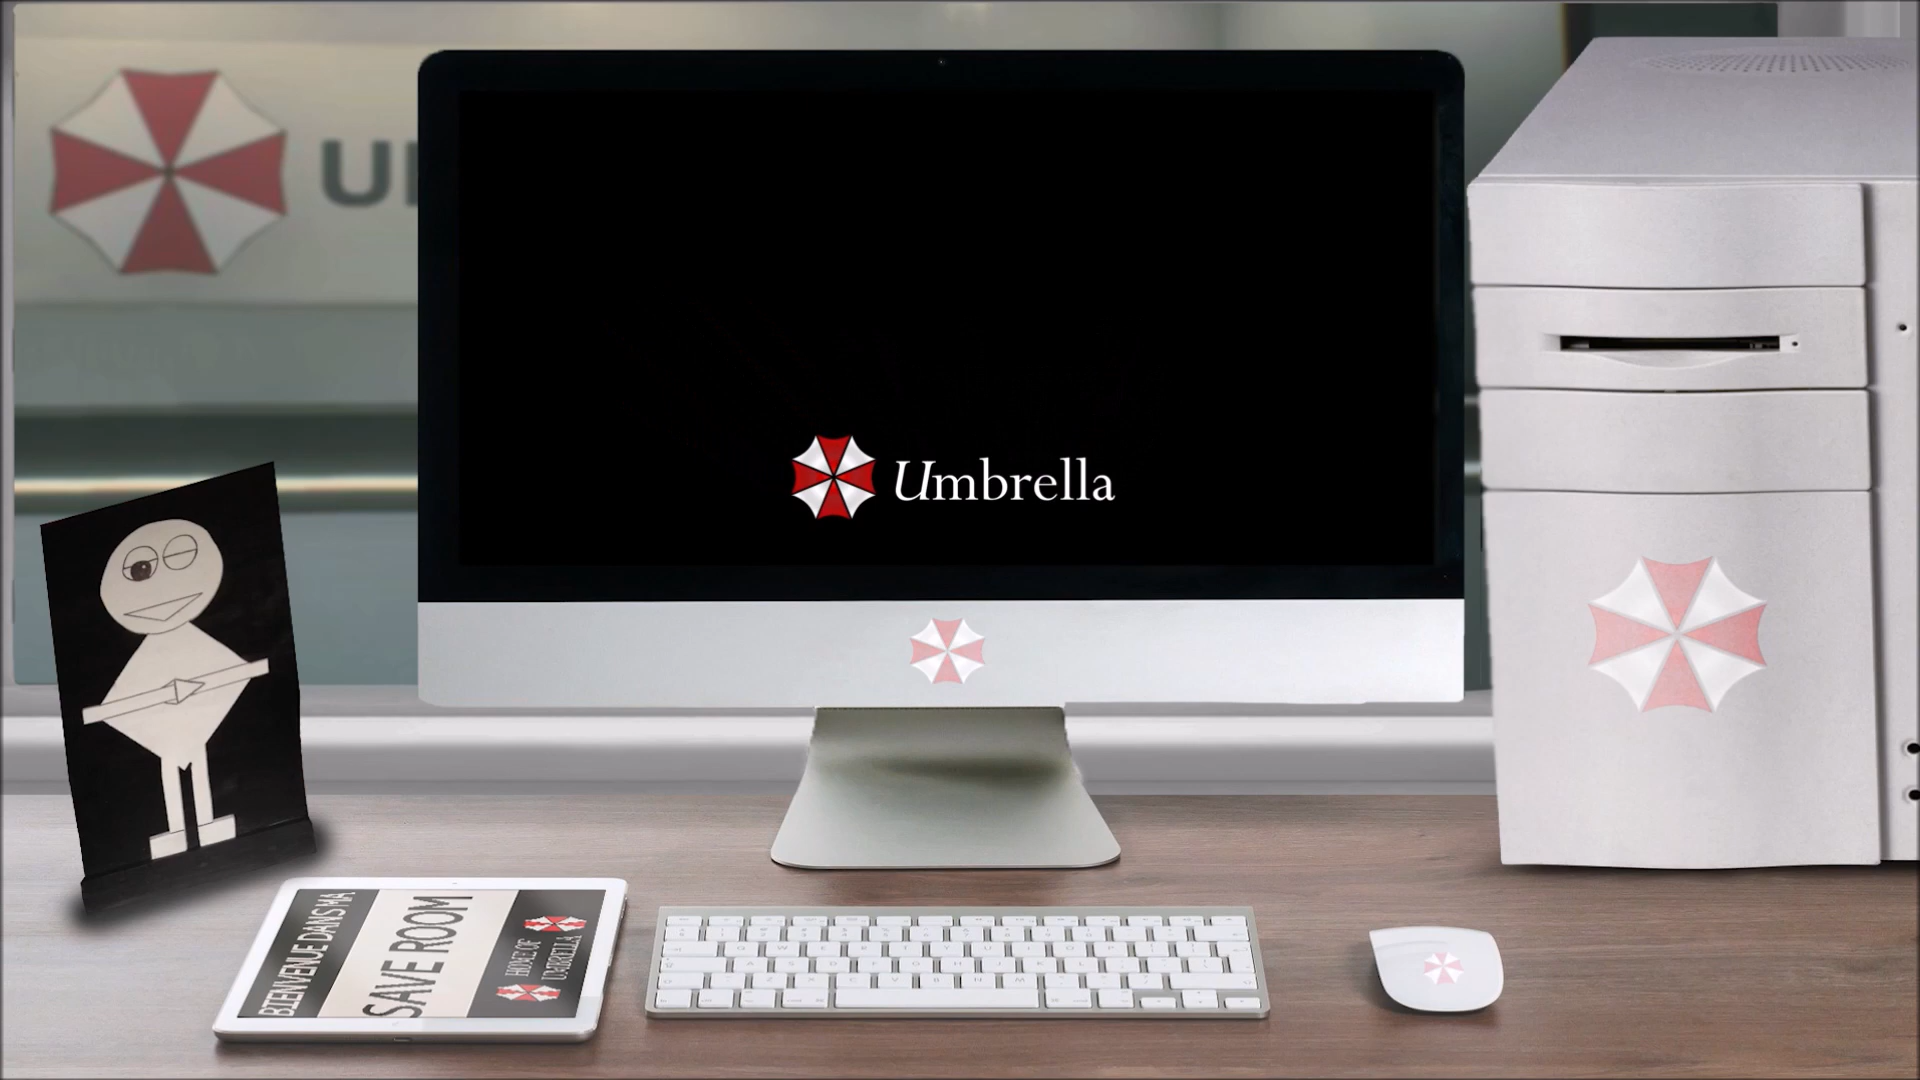 U
Umbrella
BIENVENUE DANS MA
SAVE ROOM
HOME OF
UMBRELLA